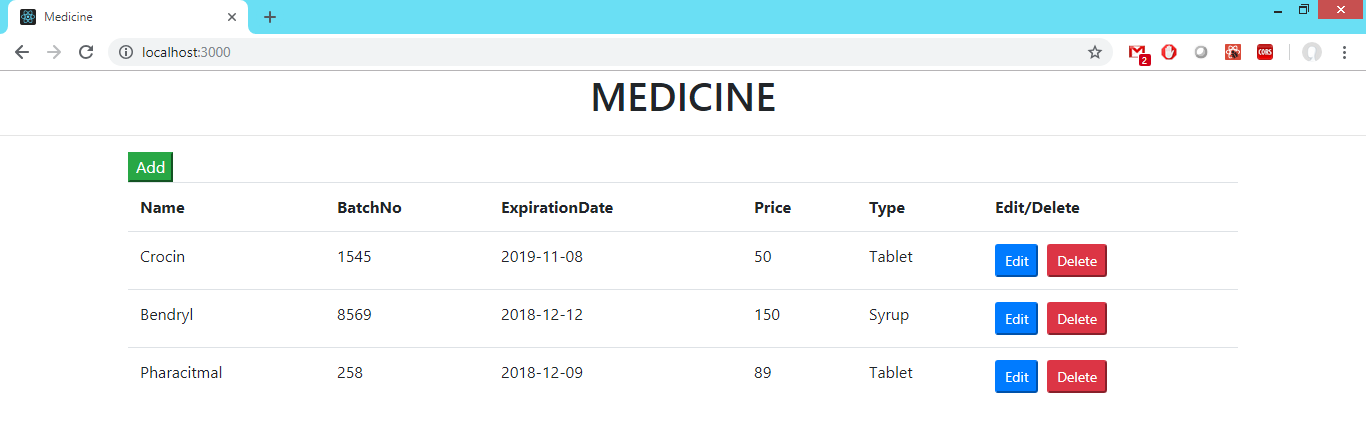 Medicine
localhost:3000
2
CORS
MEDICINE
Add
Name BatchNo ExpirationDate Price Type Edit/Delete
Crocin 1545 2019-11-08 50 Tablet Edit Delete
Bendryl 8569 2018-12-12 150 Syrup Edit Delete
Pharacitmal 258 2018-12-09 89 Tablet Edit Delete